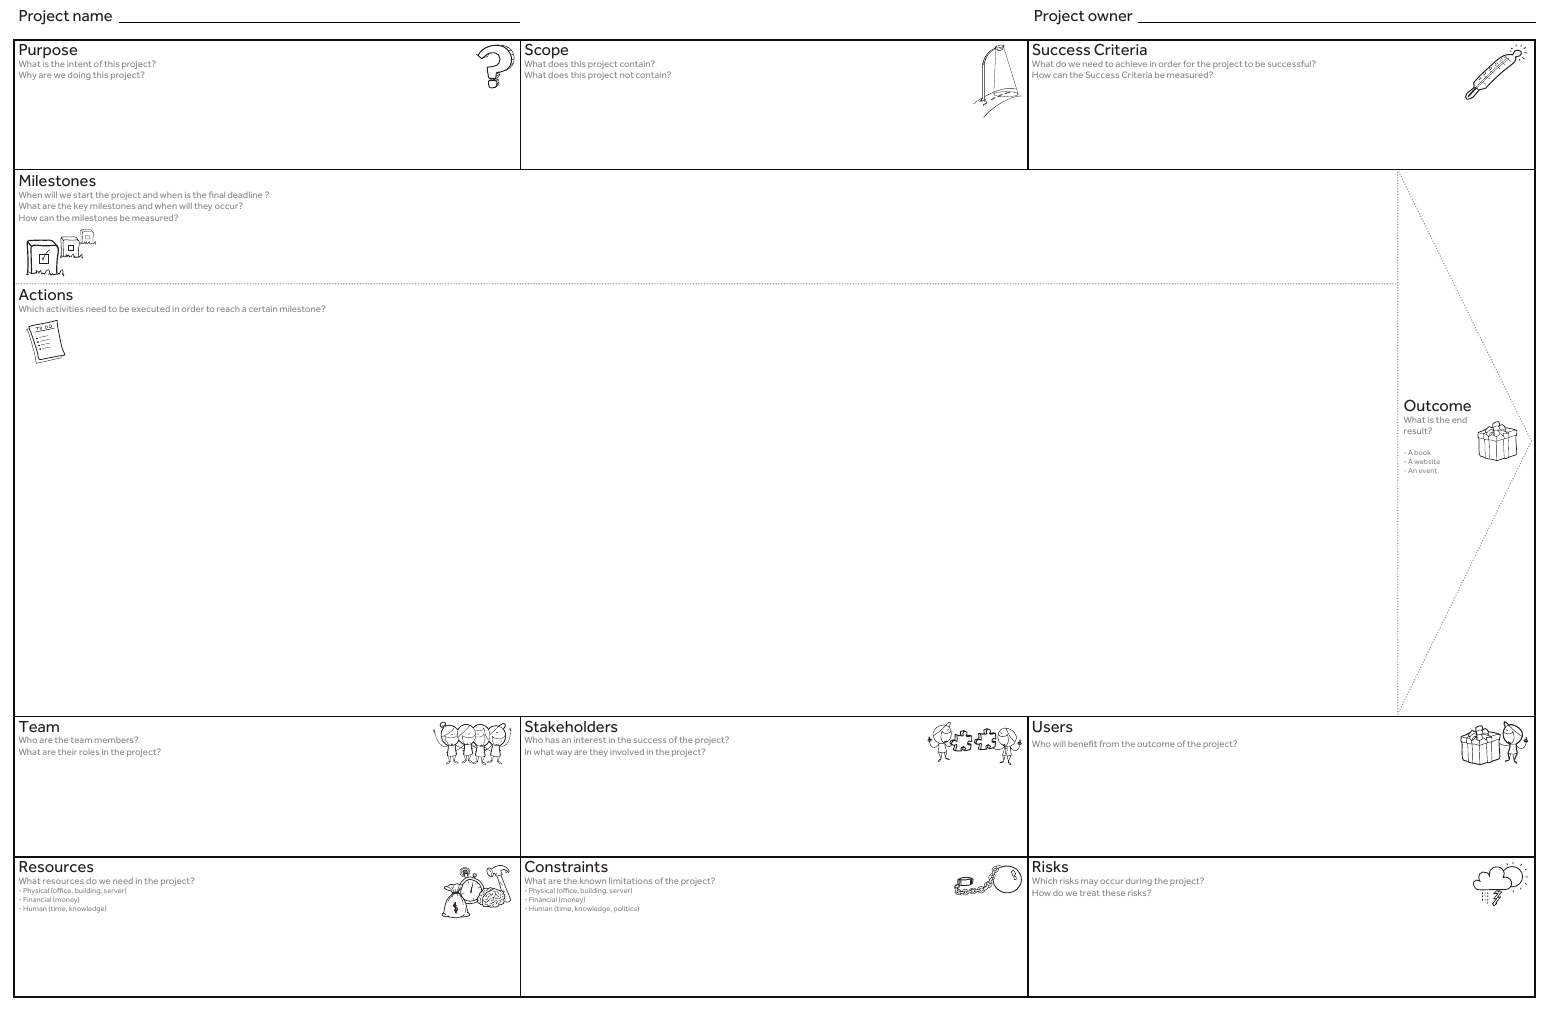 Project name
Project owner
Purpose
What is the intent of this project?
Why are we doing this project?
Scope
What does this project contain?
What does this project not contain?
Success Criteria
What do we need to achieve in order for the project to be successful?
How can the Success Criteria be measured?
Milestones
When will we start the project and when is the final deadline ?
What are the key milestones and when will they occur?
How can the milestones be measured?
Actions
Which activities need to be executed in order to reach a certain milestone?
TO DO
Outcome
What is the end
result?
- A book
- A website
- An event
Team
Who are the team members?
What are their roles in the project?
Stakeholders
Who has an interest in the success of the project?
In what way are they involved in the project?
Users
Who will benefit from the outcome of the project?
Resources
What resources do we need in the project?
- Physical (office, building, server)
- Financial (money)
- Human (time, knowledge)
Constraints
What are the known limitations of the project?
- Physical (office, building, server)
- Financial (money)
- Human (time, knowledge, politics)
Risks
Which risks may occur during the project?
How do we treat these risks?